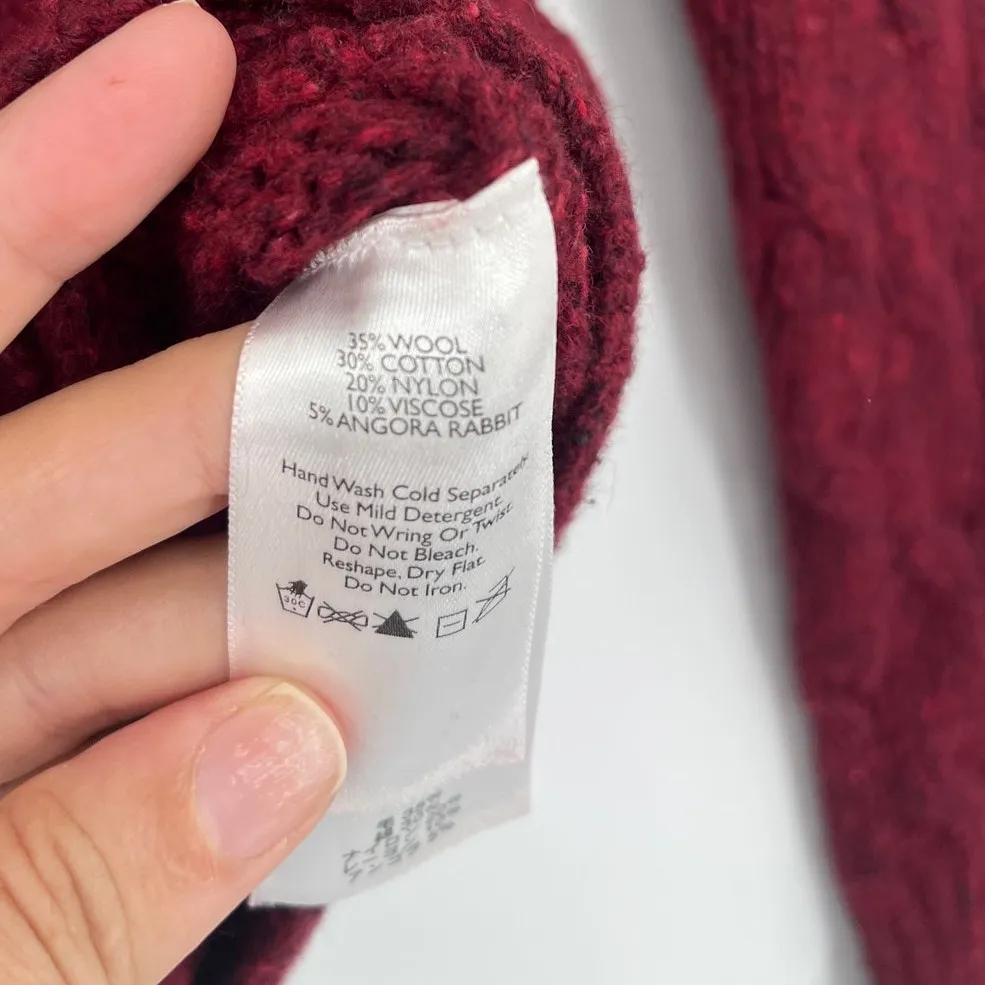 35% WOOL
30% COTTON
20% NYLON
10% VISCOSE
5% ANGORA RABBIT
Hand Wash Cold Separately.
Use Mild Detergent.
Do Not Wring Or Twist.
Do Not Bleach.
Reshape, Dry Flat.
Do Not Iron.
30C